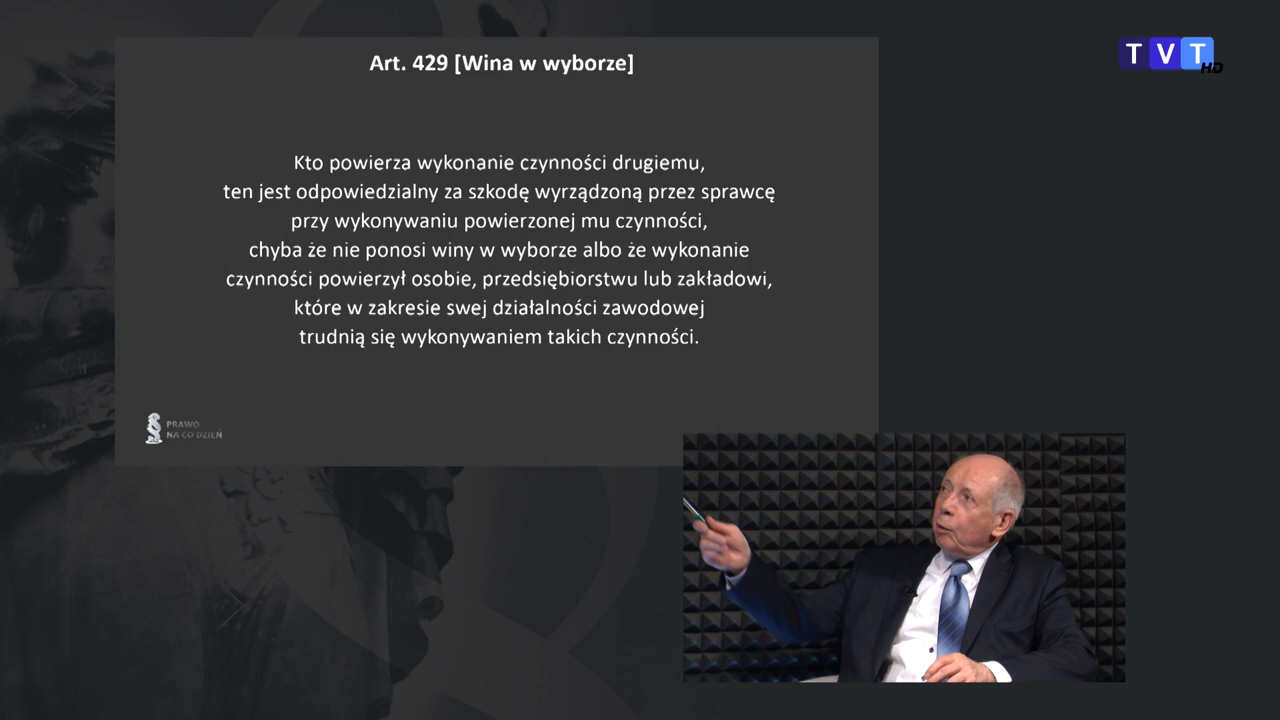 Art. 429 [Wina w wyborze]
TVT HD
Kto powierza wykonanie czynności drugiemu,
ten jest odpowiedzialny za szkodę wyrządzoną przez sprawcę
przy wykonywaniu powierzonej mu czynności,
chyba że nie ponosi winy w wyborze albo że wykonanie
czynności powierzył osobie, przedsiębiorstwu lub zakładowi,
które w zakresie swej działalności zawodowej
trudnią się wykonywaniem takich czynności.
PRAWO
NA CO DZIEŃ